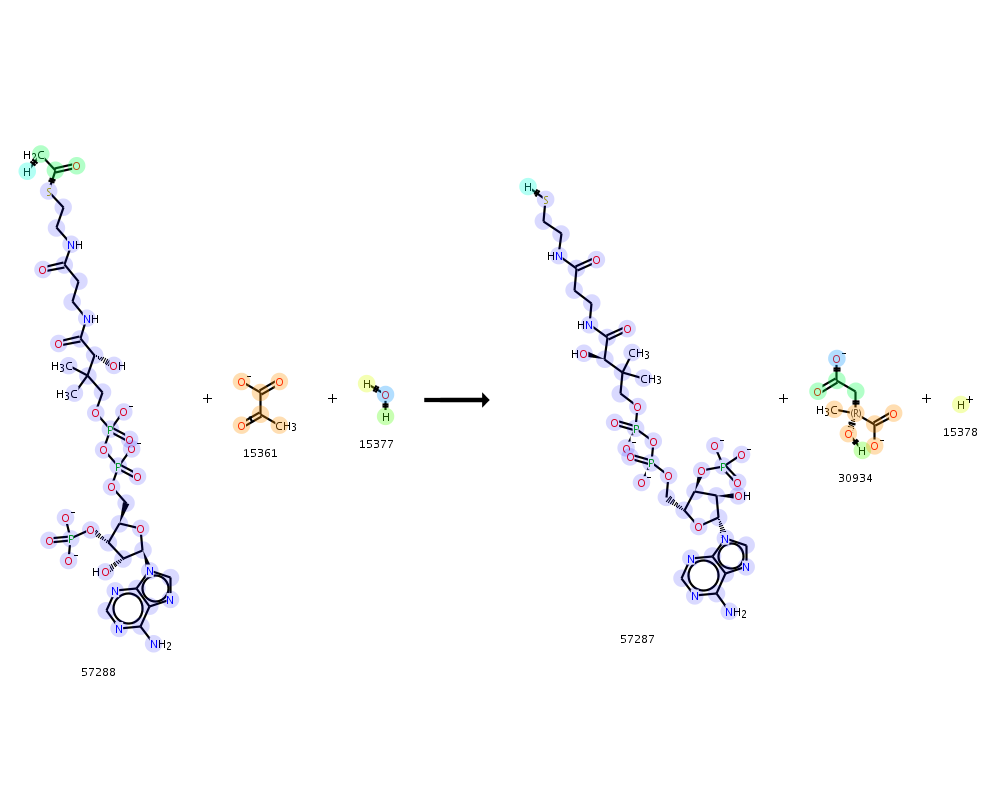 H₂C
H
O
S
NH
O
NH
O
OH
H₃C
H₃C
O
O⁻
P
O
O
O⁻
P
O
O
O⁻
O
P
O
O⁻
O
HO
N
N
N
N
NH₂
57288
+
O⁻
O
O
CH₃
15361
+
H
O
H
15377
H
S
HN
O
HN
O
HO
CH₃
CH₃
O
O
P
O⁻
O
O
P
O⁻
O
O⁻
P
O⁻
O
O
OH
O
N
N
N
N
NH₂
57287
+
O⁻
O
H₃C
(R)
O
O
H
O⁻
30934
+
H⁺
15378